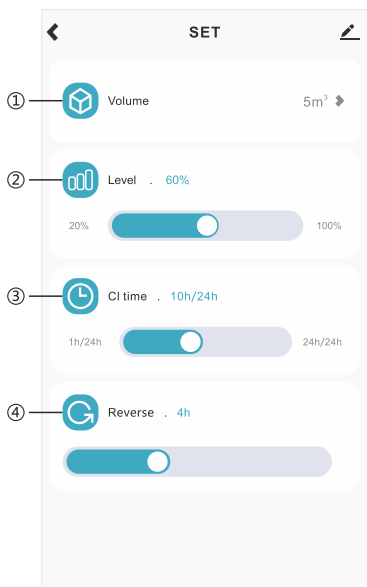 SET
① Volume 5m³
② Level . 60%
20% 100%
③ CI time . 10h/24h
1h/24h 24h/24h
④ Reverse . 4h